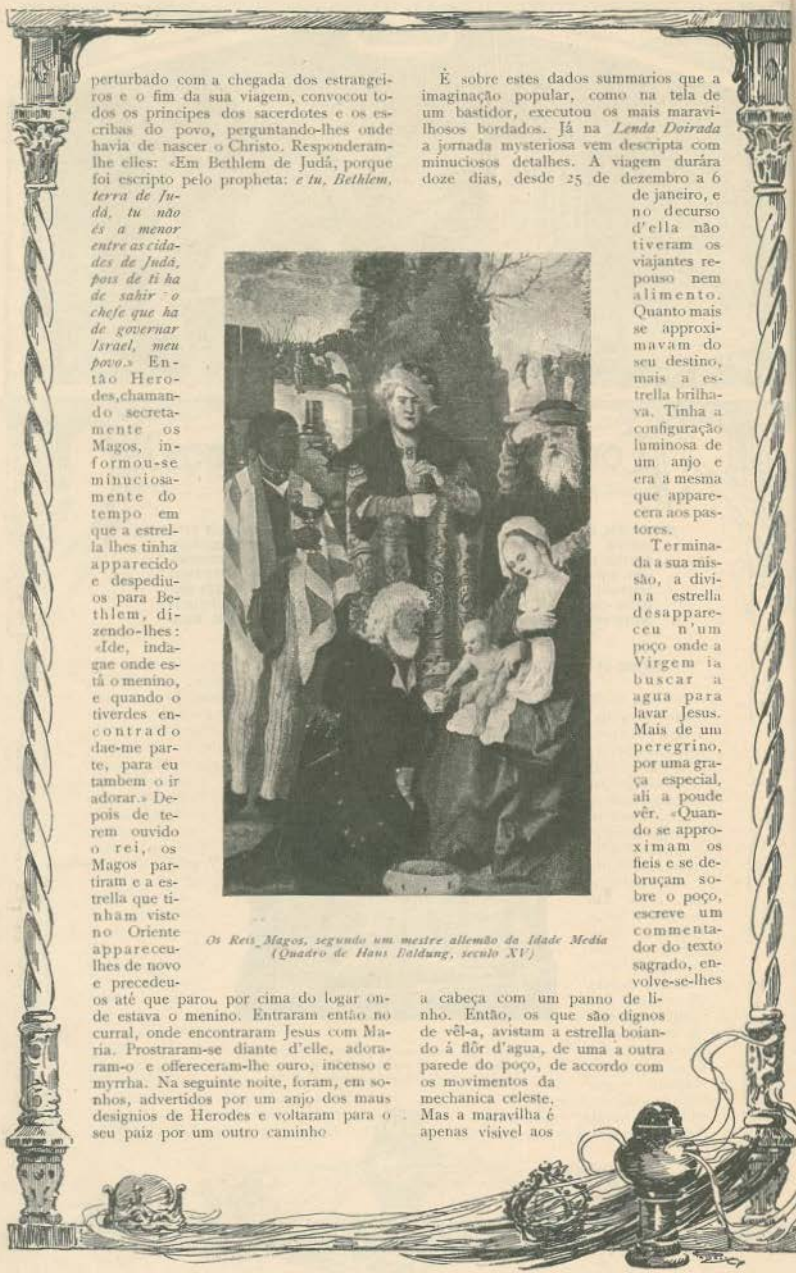 perturbado com a chegada dos estrangei-
ros e o fim da sua viagem, convocou to-
dos os principes dos sacerdotes e os es-
cribas do povo, perguntando-lhes onde
havia de nascer o Christo. Responderam-
lhe elles: «Em Bethlem de Judá, porque
foi escripto pelo propheta: e tu, Bethlem,
terra de Ju-
dá, tu não
és a menor
entre as cida-
des de Judá,
pois de ti ha
de sahir o
chefe que ha
de governar
Israel, meu
povo.» En-
tão Hero-
des,chaman-
do secreta-
mente os
Magos, in-
formou-se
minuciosa-
mente do
tempo em
que a estrel-
la lhes tinha
apparecido
e despediu-
os para Be-
thlem, di-
zendo-lhes:
«Ide, inda-
gae onde es-
tá o menino,
e quando o
tiverdes en-
contrado
dae-me par-
te, para eu
tambem o ir
adorar.» De-
pois de te-
rem ouvido
o rei, os
Magos par-
tiram e a es-
trella que ti-
nham visto
no Oriente
appareceu-
lhes de novo
e precedeu-
os até que parou por cima do logar on-
de estava o menino. Entraram então no
curral, onde encontraram Jesus com Ma-
ria. Prostraram-se diante d'elle, adora-
ram-o e offereceram-lhe ouro, incenso e
myrrha. Na seguinte noite, foram, em so-
nhos, advertidos por um anjo dos maus
designios de Herodes e voltaram para o
seu paiz por um outro caminho
É sobre estes dados summarios que a
imaginação popular, como na tela de
um bastidor, executou os mais maravi-
lhosos bordados. Já na Lenda Doirada
a jornada mysteriosa vem descripta com
minuciosos detalhes. A viagem durára
doze dias, desde 25 de dezembro a 6
de janeiro, e
no decurso
d'ella não
tiveram os
viajantes re-
pouso nem
alimento.
Quanto mais
se approxi-
mavam do
seu destino,
mais a es-
trella brilha-
va. Tinha a
configuração
luminosa de
um anjo e
era a mesma
que appare-
cera aos pas-
tores.
Termina-
da a sua mis-
são, a divi-
na estrella
desappare-
ceu n'um
poço onde a
Virgem ia
buscar a
agua para
lavar Jesus.
Mais de um
peregrino,
por uma gra-
ça especial,
ali a poude
vêr. «Quan-
do se appro-
ximam os
fieis e se de-
bruçam so-
bre o poço,
escreve um
commenta-
dor do texto
sagrado, en-
volve-se-lhes
a cabeça com um panno de li-
nho. Então, os que são dignos
de vêl-a, avistam a estrella boian-
do á flôr d'agua, de uma a outra
parede do poço, de accordo com
os movimentos da
mechanica celeste.
Mas a maravilha é
apenas visivel aos
Os Reis Magos, segundo um mestre allemão da Idade Media
(Quadro de Hans Baldung, seculo XV)